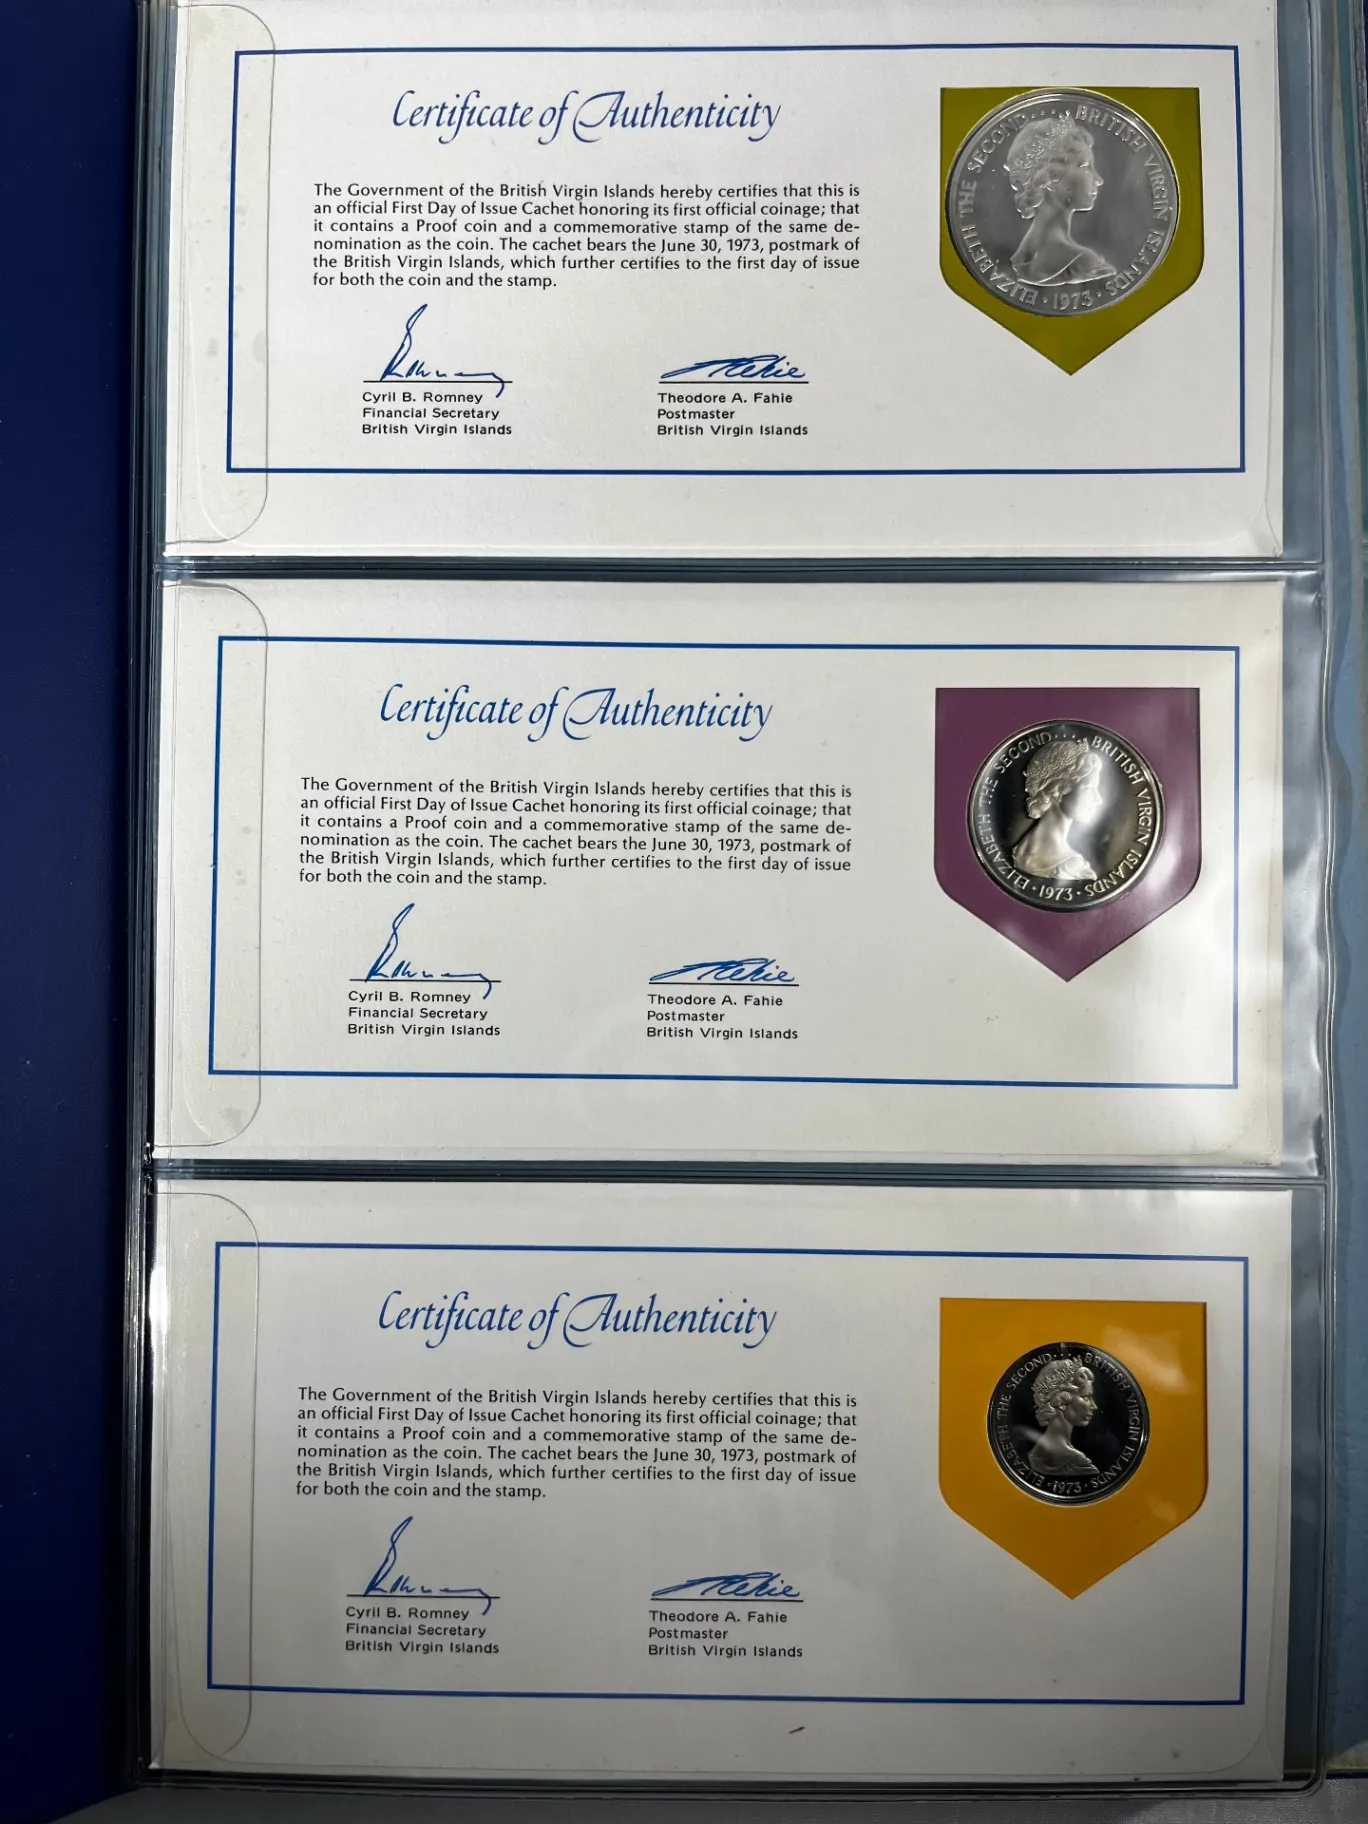 Certificate of Authenticity
The Government of the British Virgin Islands hereby certifies that this is
an official First Day of Issue Cachet honoring its first official coinage; that
it contains a Proof coin and a commemorative stamp of the same de-
nomination as the coin. The cachet bears the June 30, 1973, postmark of
the British Virgin Islands, which further certifies to the first day of issue
for both the coin and the stamp.
Romney
Fahie
Cyril B. Romney
Financial Secretary
British Virgin Islands
Theodore A. Fahie
Postmaster
British Virgin Islands
ELIZABETH THE SECOND · · · · BRITISH VIRGIN ISLANDS · 1973 ·
Certificate of Authenticity
The Government of the British Virgin Islands hereby certifies that this is
an official First Day of Issue Cachet honoring its first official coinage; that
it contains a Proof coin and a commemorative stamp of the same de-
nomination as the coin. The cachet bears the June 30, 1973, postmark of
the British Virgin Islands, which further certifies to the first day of issue
for both the coin and the stamp.
Romney
Fahie
Cyril B. Romney
Financial Secretary
British Virgin Islands
Theodore A. Fahie
Postmaster
British Virgin Islands
ELIZABETH THE SECOND · · · · BRITISH VIRGIN ISLANDS · 1973 ·
Certificate of Authenticity
The Government of the British Virgin Islands hereby certifies that this is
an official First Day of Issue Cachet honoring its first official coinage; that
it contains a Proof coin and a commemorative stamp of the same de-
nomination as the coin. The cachet bears the June 30, 1973, postmark of
the British Virgin Islands, which further certifies to the first day of issue
for both the coin and the stamp.
Romney
Fahie
Cyril B. Romney
Financial Secretary
British Virgin Islands
Theodore A. Fahie
Postmaster
British Virgin Islands
ELIZABETH THE SECOND · · · · BRITISH VIRGIN ISLANDS · 1973 ·